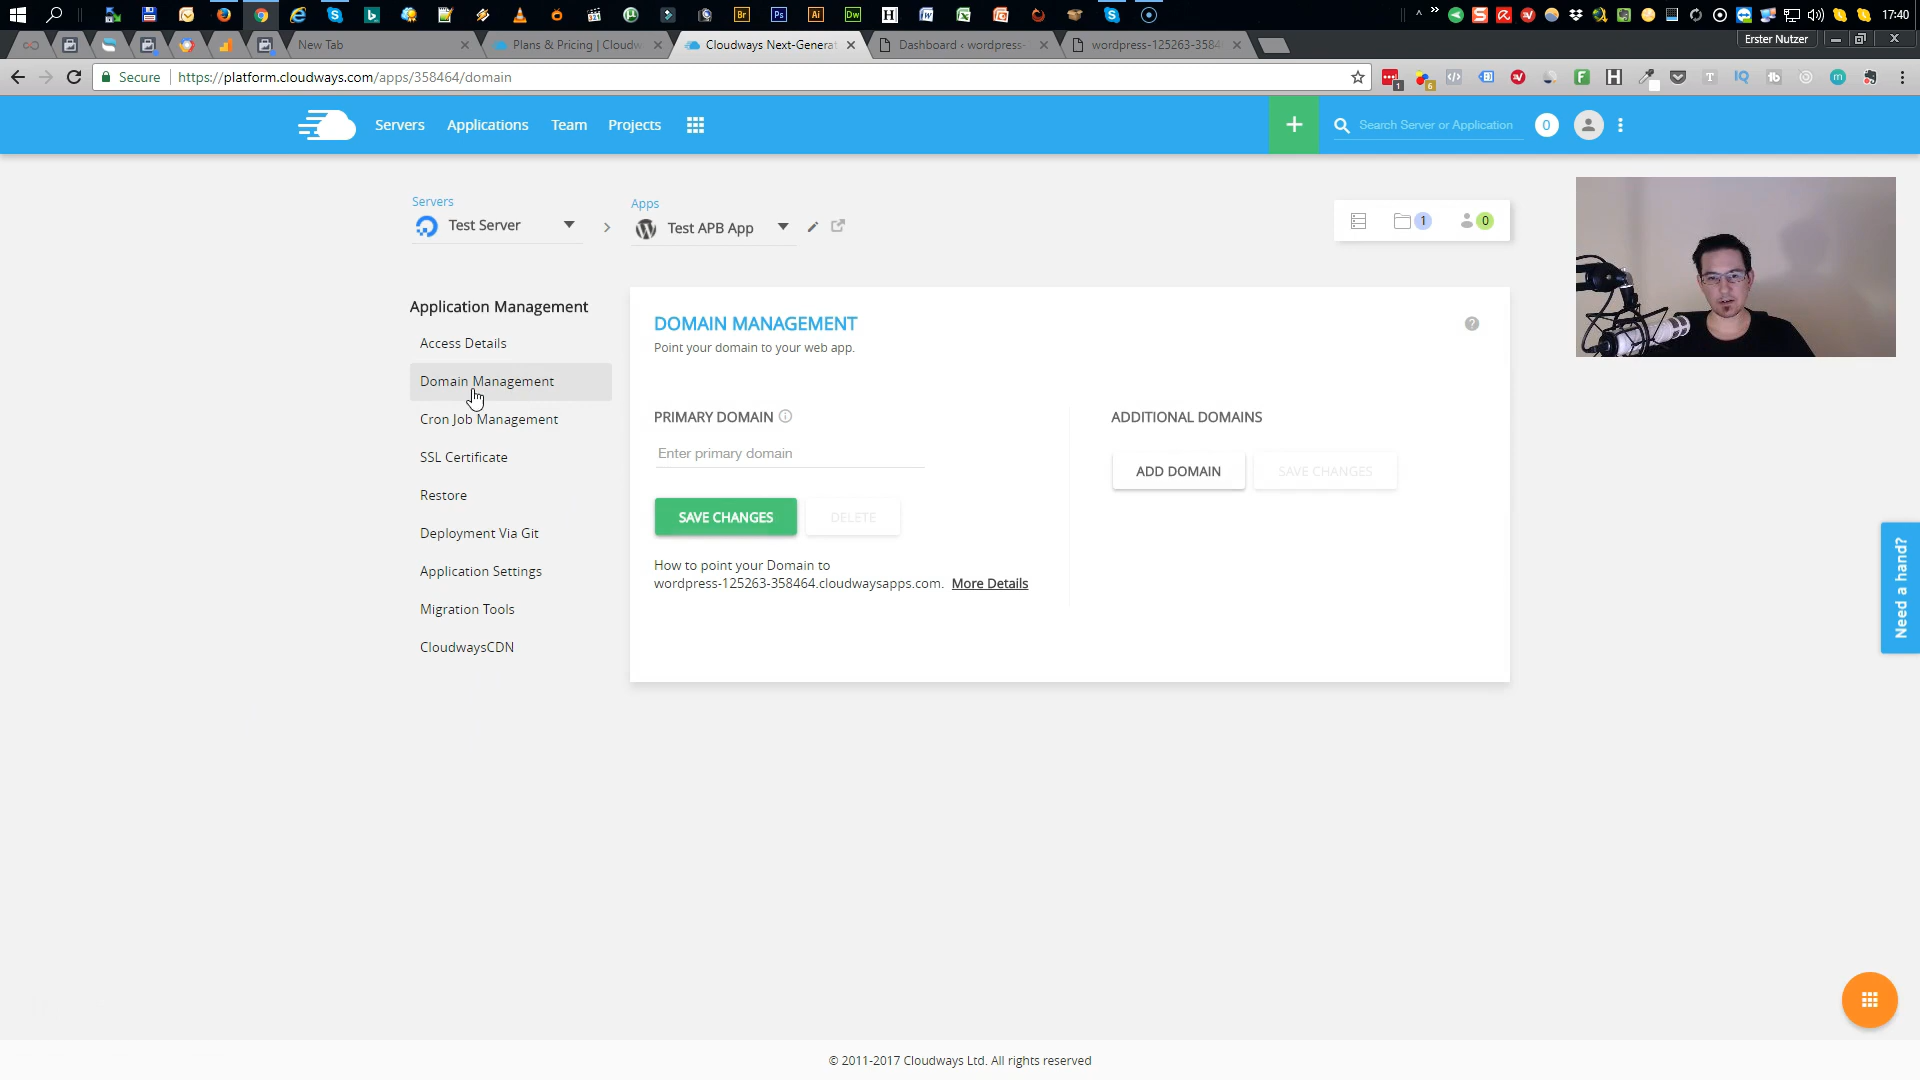 17:40
New Tab
Plans & Pricing | Cloudw
Cloudways Next-Generat
Dashboard ‹ wordpress-
wordpress-125263-3584
Erster Nutzer
Secure
https://platform.cloudways.com/apps/358464/domain
Servers
Applications
Team
Projects
+
Search Server or Application
0
Servers
Test Server
Apps
Test APB App
1
0
Application Management
Access Details
Domain Management
Cron Job Management
SSL Certificate
Restore
Deployment Via Git
Application Settings
Migration Tools
CloudwaysCDN
DOMAIN MANAGEMENT
Point your domain to your web app.
PRIMARY DOMAIN
Enter primary domain
SAVE CHANGES
DELETE
How to point your Domain to
wordpress-125263-358464.cloudwaysapps.com. More Details
ADDITIONAL DOMAINS
ADD DOMAIN
SAVE CHANGES
Need a hand?
© 2011-2017 Cloudways Ltd. All rights reserved